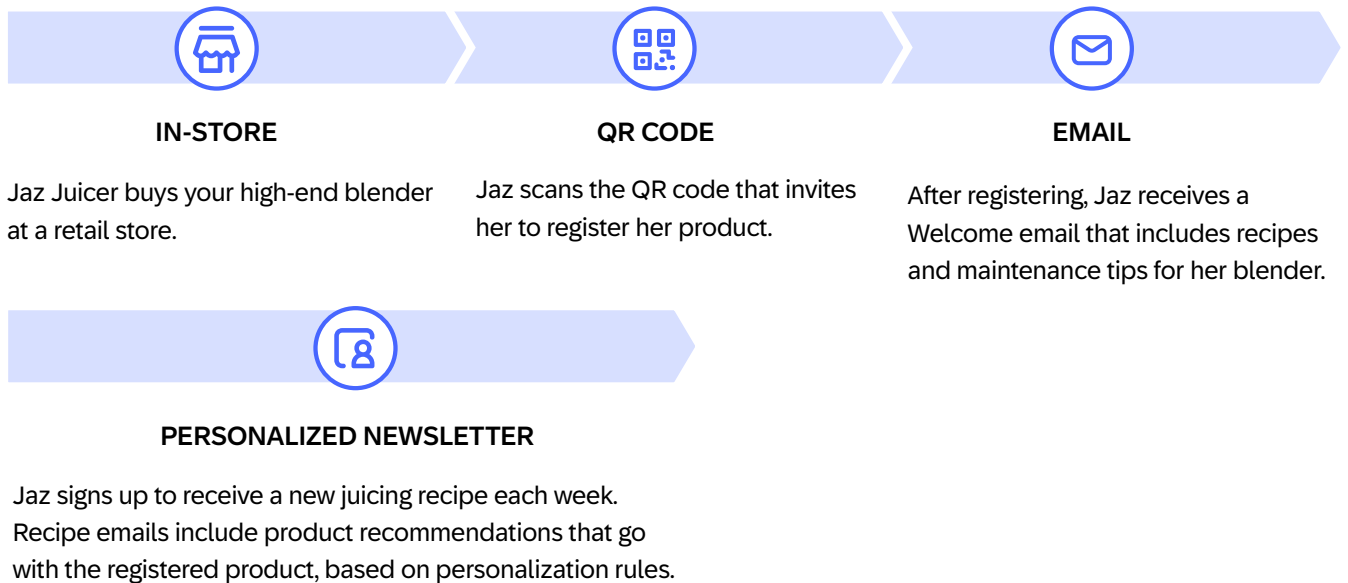 IN-STORE
Jaz Juicer buys your high-end blender
at a retail store.
QR CODE
Jaz scans the QR code that invites
her to register her product.
EMAIL
After registering, Jaz receives a
Welcome email that includes recipes
and maintenance tips for her blender.
PERSONALIZED NEWSLETTER
Jaz signs up to receive a new juicing recipe each week.
Recipe emails include product recommendations that go
with the registered product, based on personalization rules.